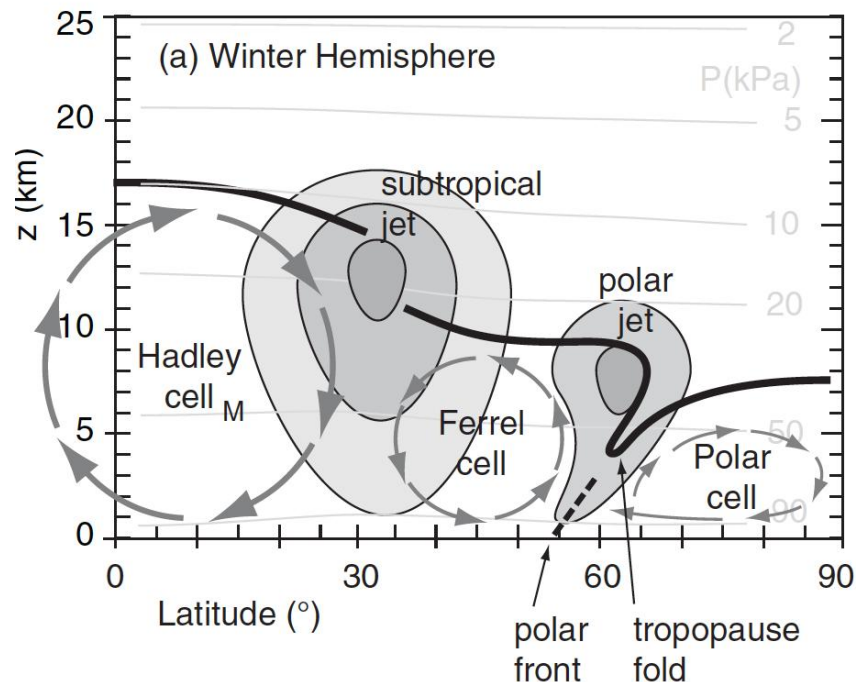 25
(a) Winter Hemisphere
2
P(kPa)
20
5
z (km)
subtropical
jet
15
10
polar
jet
20
10
Hadley
cell M
5
Ferrel
cell
50
Polar
cell
90
0
0
30
60
90
Latitude (°)
polar
front
tropopause
fold